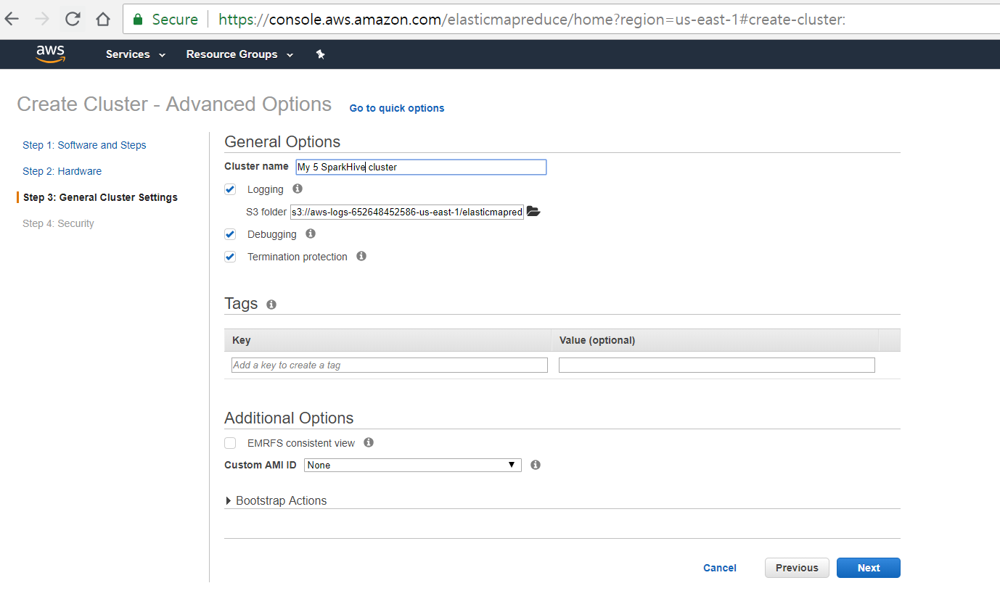 Secure https://console.aws.amazon.com/elasticmapreduce/home?region=us-east-1#create-cluster:
aws Services Resource Groups
Create Cluster - Advanced Options Go to quick options
Step 1: Software and Steps
Step 2: Hardware
Step 3: General Cluster Settings
Step 4: Security
General Options
Cluster name My 5 SparkHive cluster
Logging
S3 folder s3://aws-logs-652648452586-us-east-1/elasticmapred
Debugging
Termination protection
Tags
Key Value (optional)
Add a key to create a tag
Additional Options
EMRFS consistent view
Custom AMI ID None
Bootstrap Actions
Cancel Previous Next